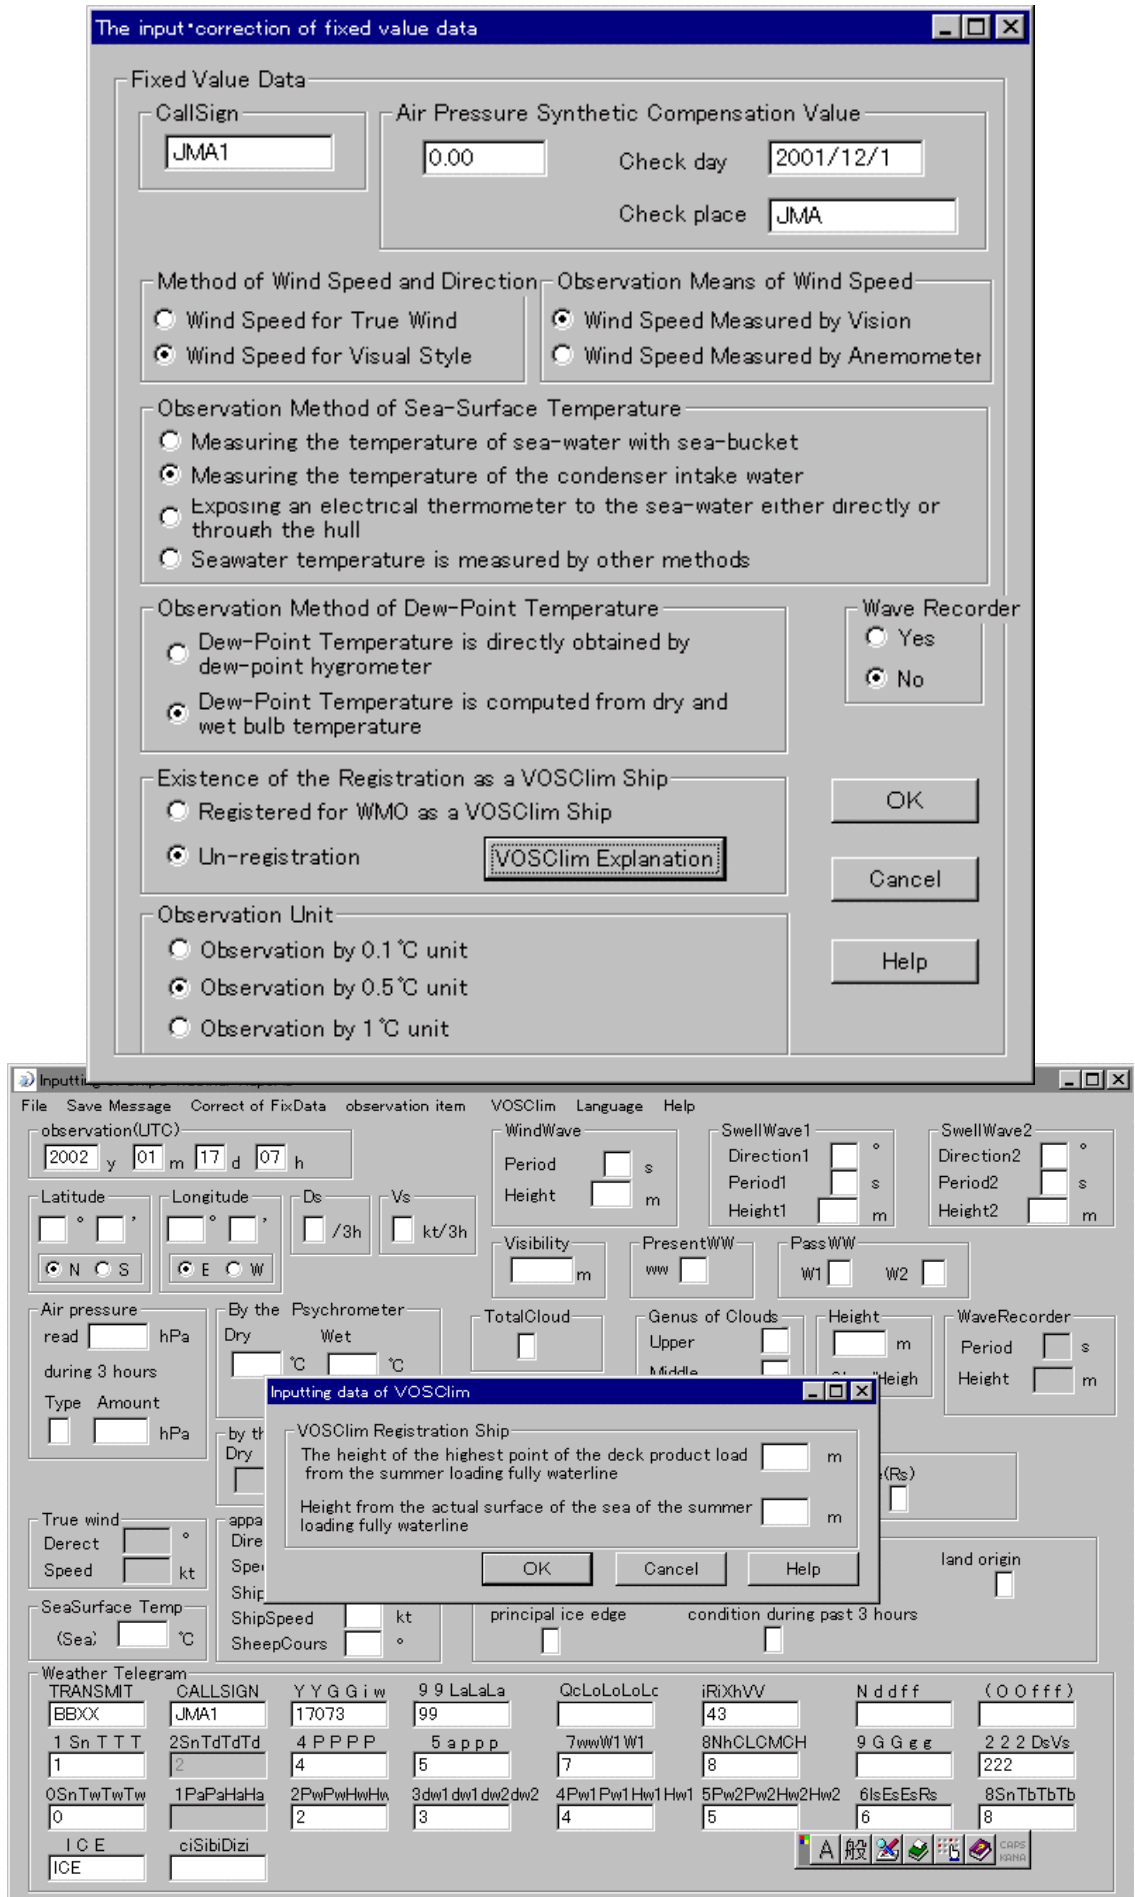 The input・correction of fixed value data
Fixed Value Data
CallSign
JMA1
Air Pressure Synthetic Compensation Value
0.00
Check day
2001/12/1
Check place
JMA
Method of Wind Speed and Direction
Wind Speed for True Wind
Wind Speed for Visual Style
Observation Means of Wind Speed
Wind Speed Measured by Vision
Wind Speed Measured by Anemometer
Observation Method of Sea-Surface Temperature
Measuring the temperature of sea-water with sea-bucket
Measuring the temperature of the condenser intake water
Exposing an electrical thermometer to the sea-water either directly or
through the hull
Seawater temperature is measured by other methods
Observation Method of Dew-Point Temperature
Dew-Point Temperature is directly obtained by
dew-point hygrometer
Dew-Point Temperature is computed from dry and
wet bulb temperature
Wave Recorder
Yes
No
Existence of the Registration as a VOSClim Ship
Registered for WMO as a VOSClim Ship
Un-registration
VOSClim Explanation
OK
Cancel
Help
Observation Unit
Observation by 0.1℃ unit
Observation by 0.5℃ unit
Observation by 1℃ unit
File Save Message Correct of FixData observation item VOSClim Language Help
observation(UTC)
2002 y 01 m 17 d 07 h
WindWave
Period s
Height m
SwellWave1
Direction1 °
Period1 s
Height1 m
SwellWave2
Direction2 °
Period2 s
Height2 m
Latitude
° '
N S
Longitude
° '
E W
Ds
/3h
Vs
kt/3h
Visibility
m
PresentWW
ww
PassWW
W1 W2
Air pressure
read hPa
during 3 hours
Type Amount
hPa
By the Psychrometer
Dry Wet
℃ ℃
by th
Dry
TotalCloud
Genus of Clouds
Upper
Middle
Height
m
Heigh
WaveRecorder
Period s
Height m
Inputting data of VOSClim
VOSClim Registration Ship
The height of the highest point of the deck product load
from the summer loading fully waterline
m
Height from the actual surface of the sea of the summer
loading fully waterline
m
OK Cancel Help
(Rs)
True wind
Derect °
Speed kt
appa
Dire
Spe
Ship
ShipSpeed kt
SheepCours °
SeaSurface Temp
(Sea) ℃
land origin
principal ice edge
condition during past 3 hours
Weather Telegram
TRANSMIT CALLSIGN YYGGiw 99LaLaLa QcLoLoLoLo iRiXhVV Nddff (00fff)
BBXX JMA1 17073 99 43
1SnTTT 2SnTdTdTd 4PPPP 5appp 7wwW1W1 8NhCLCMCH 9GGgg 222DsVs
1 2 4 5 7 8 222
0SnTwTwTw 1PaPaHaHa 2PwPwHwHw 3dw1dw1dw2dw2 4Pw1Pw1Hw1Hw1 5Pw2Pw2Hw2Hw2 6IsEsEsRs 8SnTbTbTb
0 2 3 4 5 6 8
ICE ciSibiDizi
ICE
A 般 CAPS
KANA